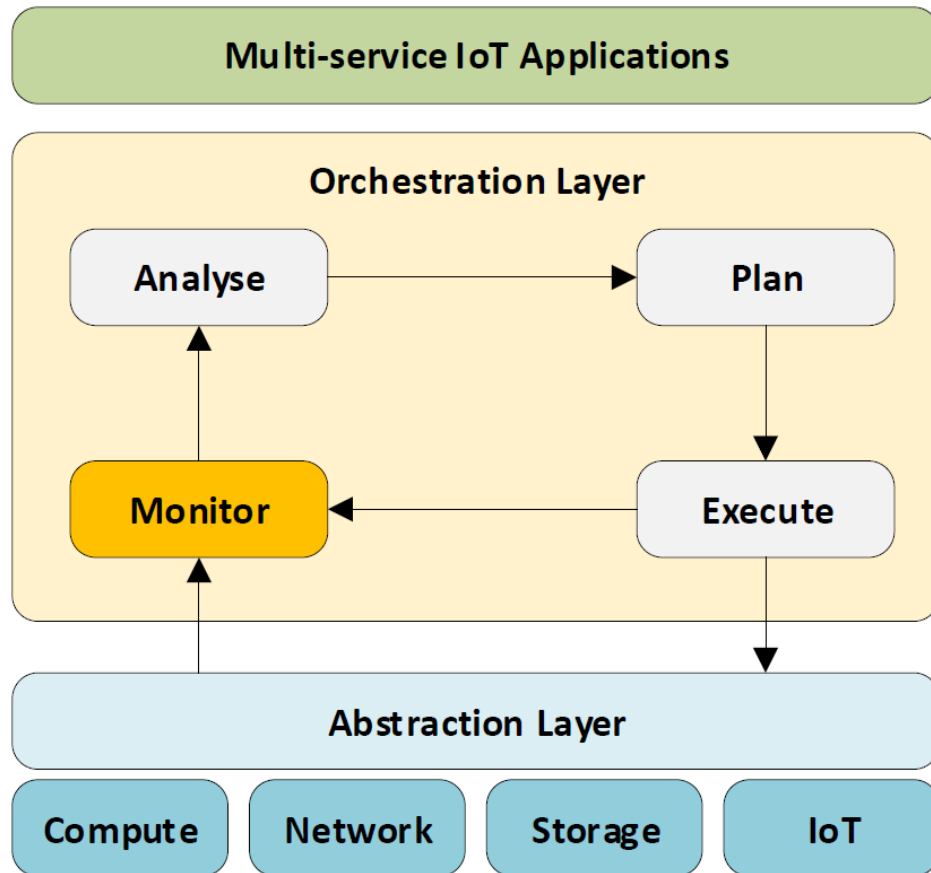 Multi-service IoT Applications
Orchestration Layer
Analyse
Plan
Monitor
Execute
Abstraction Layer
Compute
Network
Storage
IoT